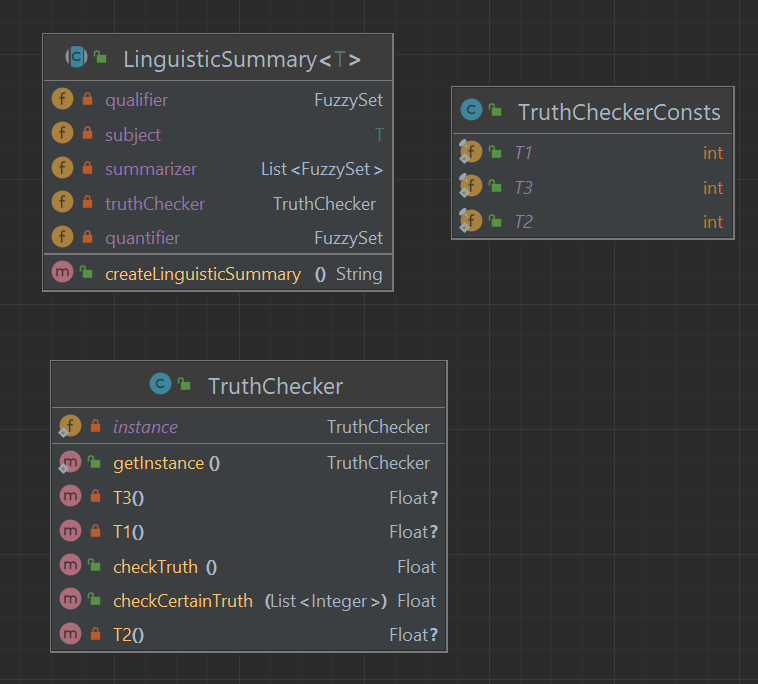 LinguisticSummary<T>
qualifier FuzzySet
subject T
summarizer List<FuzzySet>
truthChecker TruthChecker
quantifier FuzzySet
createLinguisticSummary () String
TruthCheckerConsts
T1 int
T3 int
T2 int
TruthChecker
instance TruthChecker
getInstance () TruthChecker
T3() Float?
T1() Float?
checkTruth () Float
checkCertainTruth (List<Integer>) Float
T2() Float?